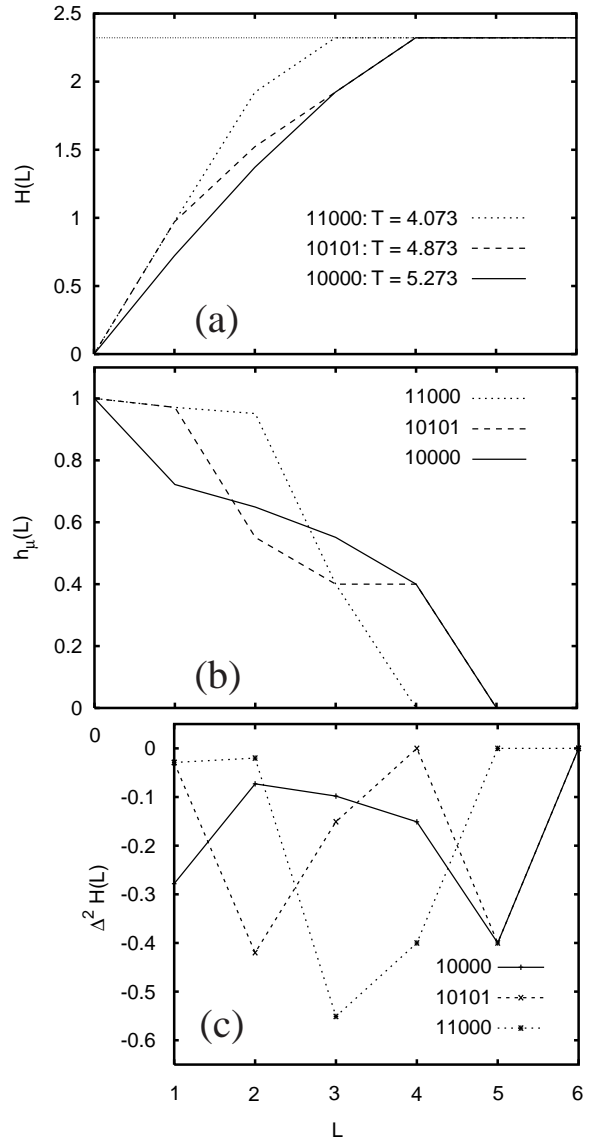 2.5
2
1.5
1
0.5
0
H(L)
11000: T = 4.073
10101: T = 4.873
10000: T = 5.273
(a)
1
0.8
0.6
0.4
0.2
0
hμ(L)
11000
10101
10000
(b)
0
0
-0.1
-0.2
-0.3
-0.4
-0.5
-0.6
Δ² H(L)
10000
10101
11000
(c)
1 2 3 4 5 6
L